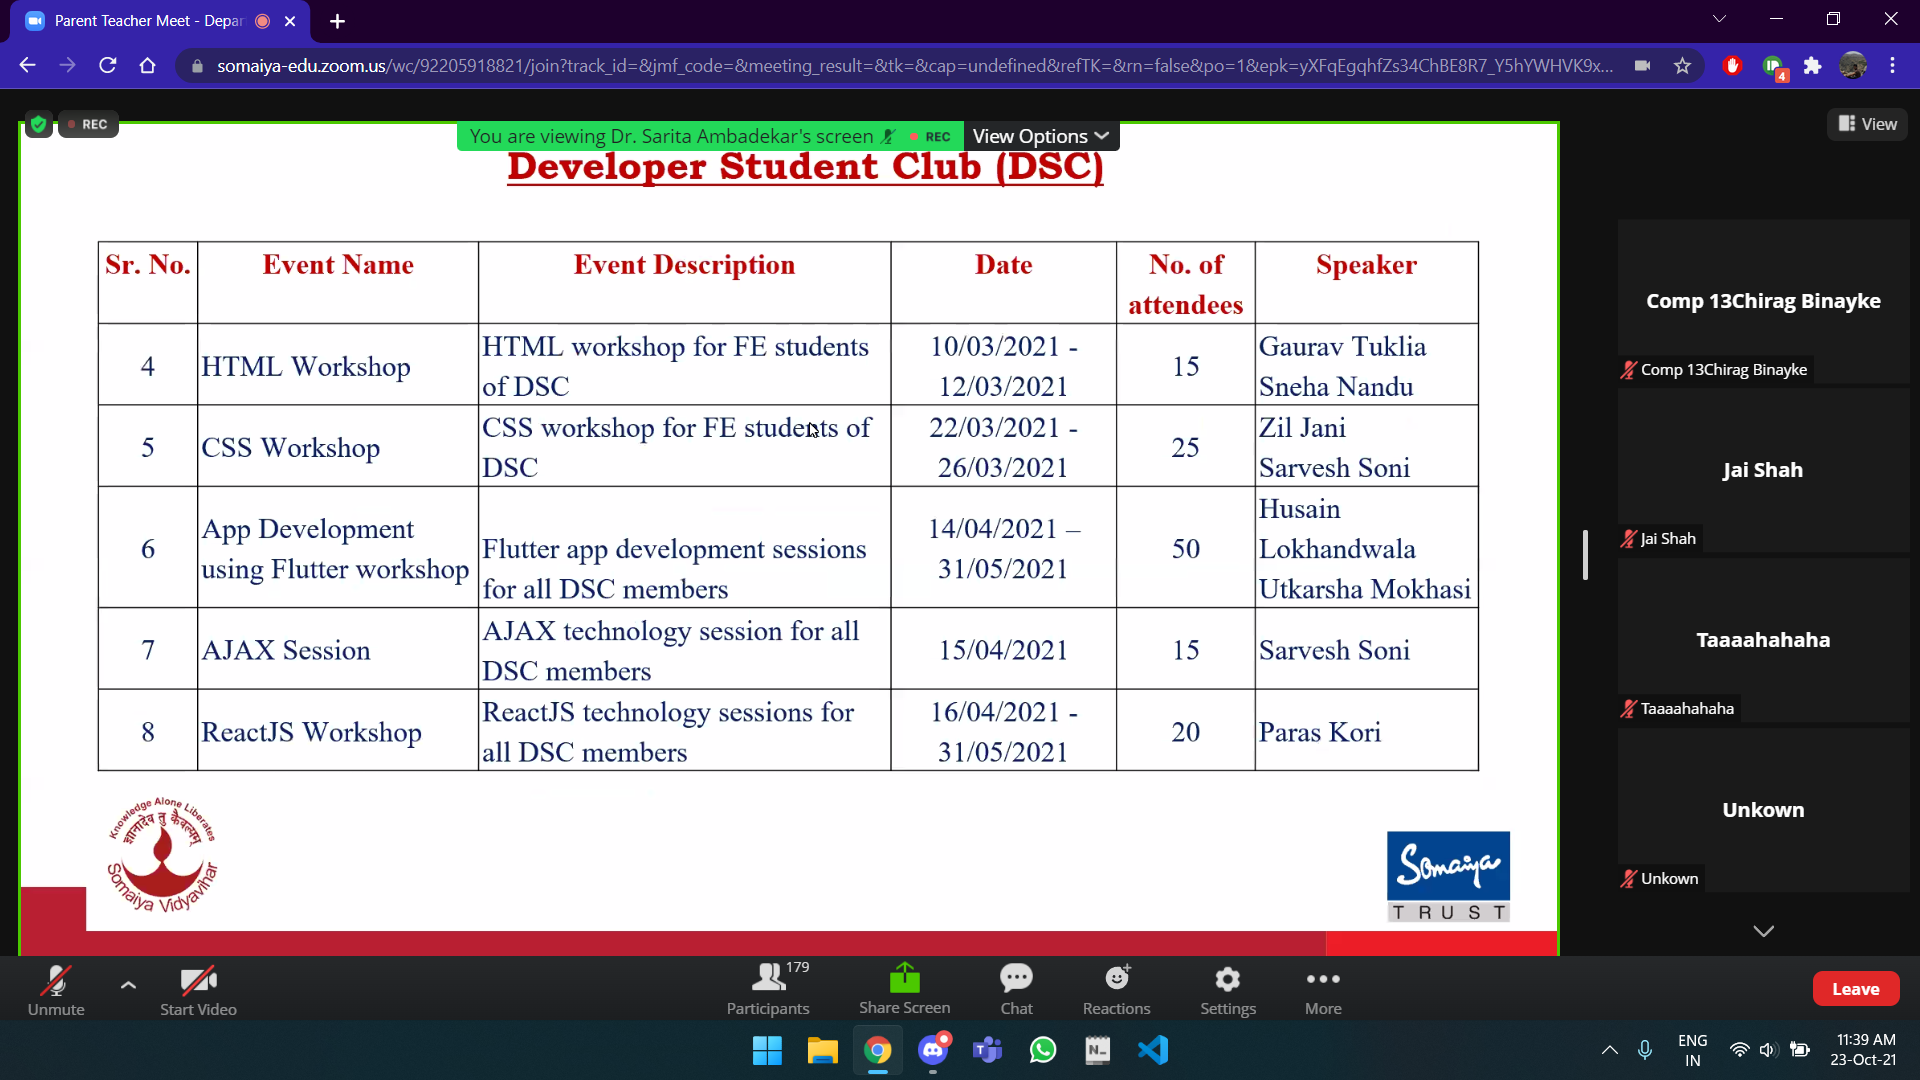 Parent Teacher Meet - Depar
somaiya-edu.zoom.us/wc/92205918821/join?track_id=&jmf_code=&meeting_result=&tk=&cap=undefined&refTK=&rn=false&po=1&epk=yXFqEgqhfZs34ChBE8R7_Y5hYWHVK9x...
4
REC
You are viewing Dr. Sarita Ambadekar's screen
REC
View Options
View
Developer Student Club (DSC)
Sr. No.
Event Name
Event Description
Date
No. of
attendees
Speaker
4
HTML Workshop
HTML workshop for FE students
of DSC
10/03/2021 -
12/03/2021
15
Gaurav Tuklia
Sneha Nandu
5
CSS Workshop
CSS workshop for FE students of
DSC
22/03/2021 -
26/03/2021
25
Zil Jani
Sarvesh Soni
6
App Development
using Flutter workshop
Flutter app development sessions
for all DSC members
14/04/2021 –
31/05/2021
50
Husain
Lokhandwala
Utkarsha Mokhasi
7
AJAX Session
AJAX technology session for all
DSC members
15/04/2021
15
Sarvesh Soni
8
ReactJS Workshop
ReactJS technology sessions for
all DSC members
16/04/2021 -
31/05/2021
20
Paras Kori
Knowledge Alone Liberates
ज्ञानादेव तु कैवल्यम्
Somaiya Vidyavihar
Somaiya
TRUST
Comp 13Chirag Binayke
Comp 13Chirag Binayke
Jai Shah
Jai Shah
Taaaahahaha
Taaaahahaha
Unkown
Unkown
Unmute
Start Video
179
Participants
Share Screen
Chat
Reactions
Settings
More
Leave
N
ENG
IN
11:39 AM
23-Oct-21